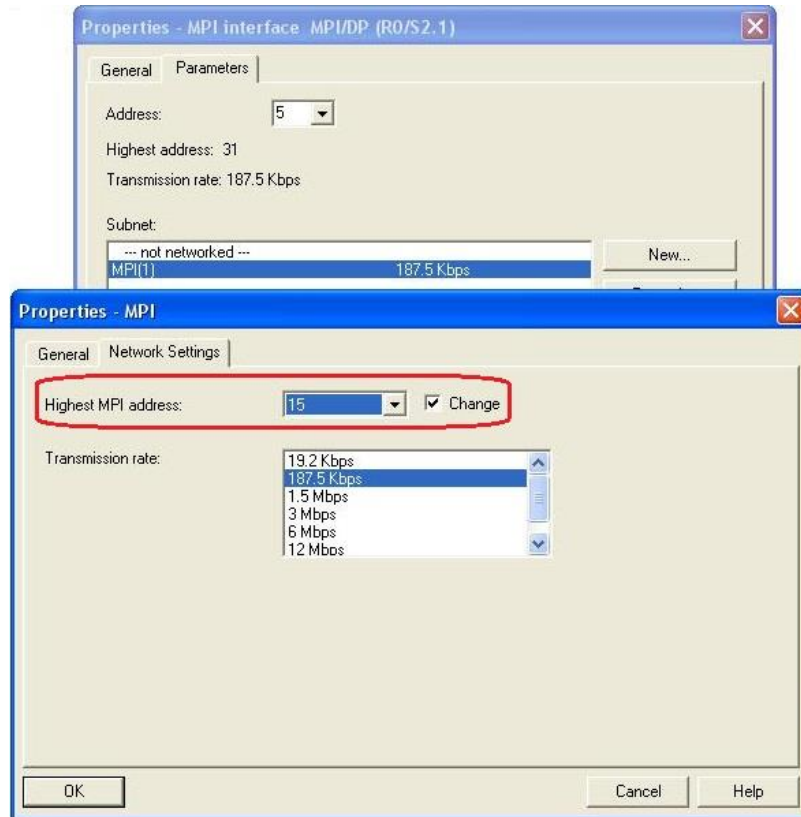 Properties - MPI interface MPI/DP (R0/S2.1)
General Parameters
Address: 5
Highest address: 31
Transmission rate: 187.5 Kbps
Subnet:
--- not networked ---
New...
MPI(1) 187.5 Kbps
Properties - MPI
General Network Settings
Highest MPI address: 15 Change
Transmission rate:
19.2 Kbps
187.5 Kbps
1.5 Mbps
3 Mbps
6 Mbps
12 Mbps
OK Cancel Help